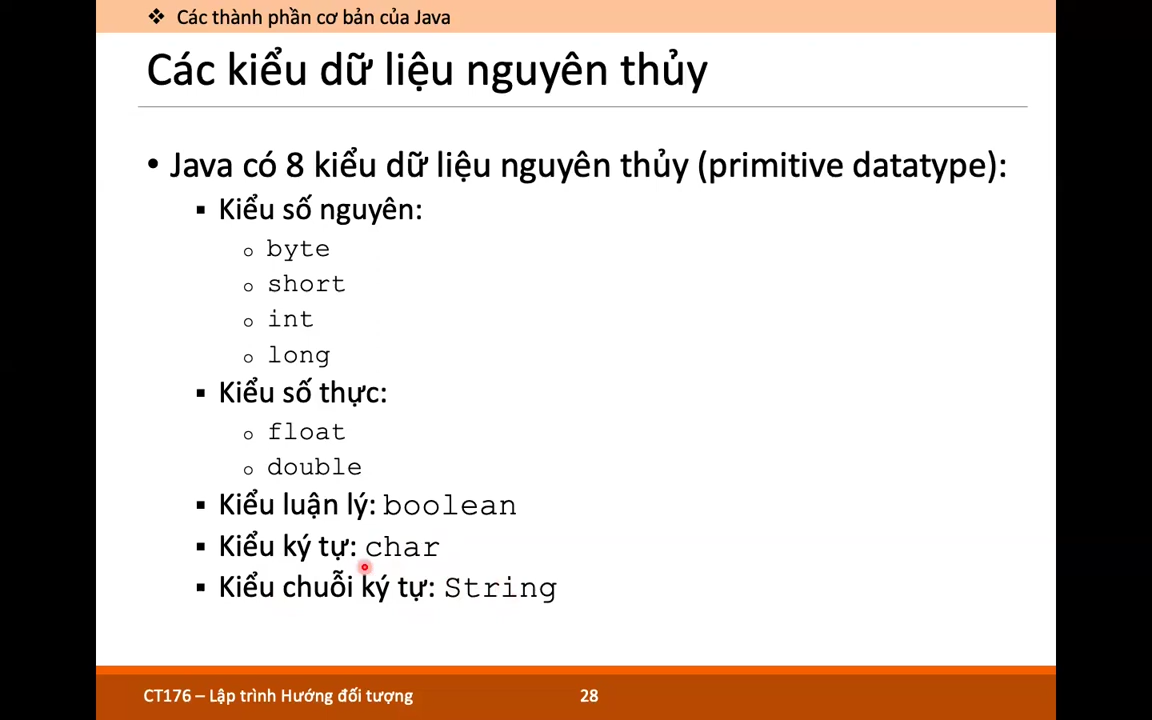 ❖ Các thành phần cơ bản của Java
Các kiểu dữ liệu nguyên thủy
• Java có 8 kiểu dữ liệu nguyên thủy (primitive datatype):
▪ Kiểu số nguyên:
o byte
o short
o int
o long
▪ Kiểu số thực:
o float
o double
▪ Kiểu luận lý: boolean
▪ Kiểu ký tự: char
▪ Kiểu chuỗi ký tự: String
CT176 – Lập trình Hướng đối tượng 28